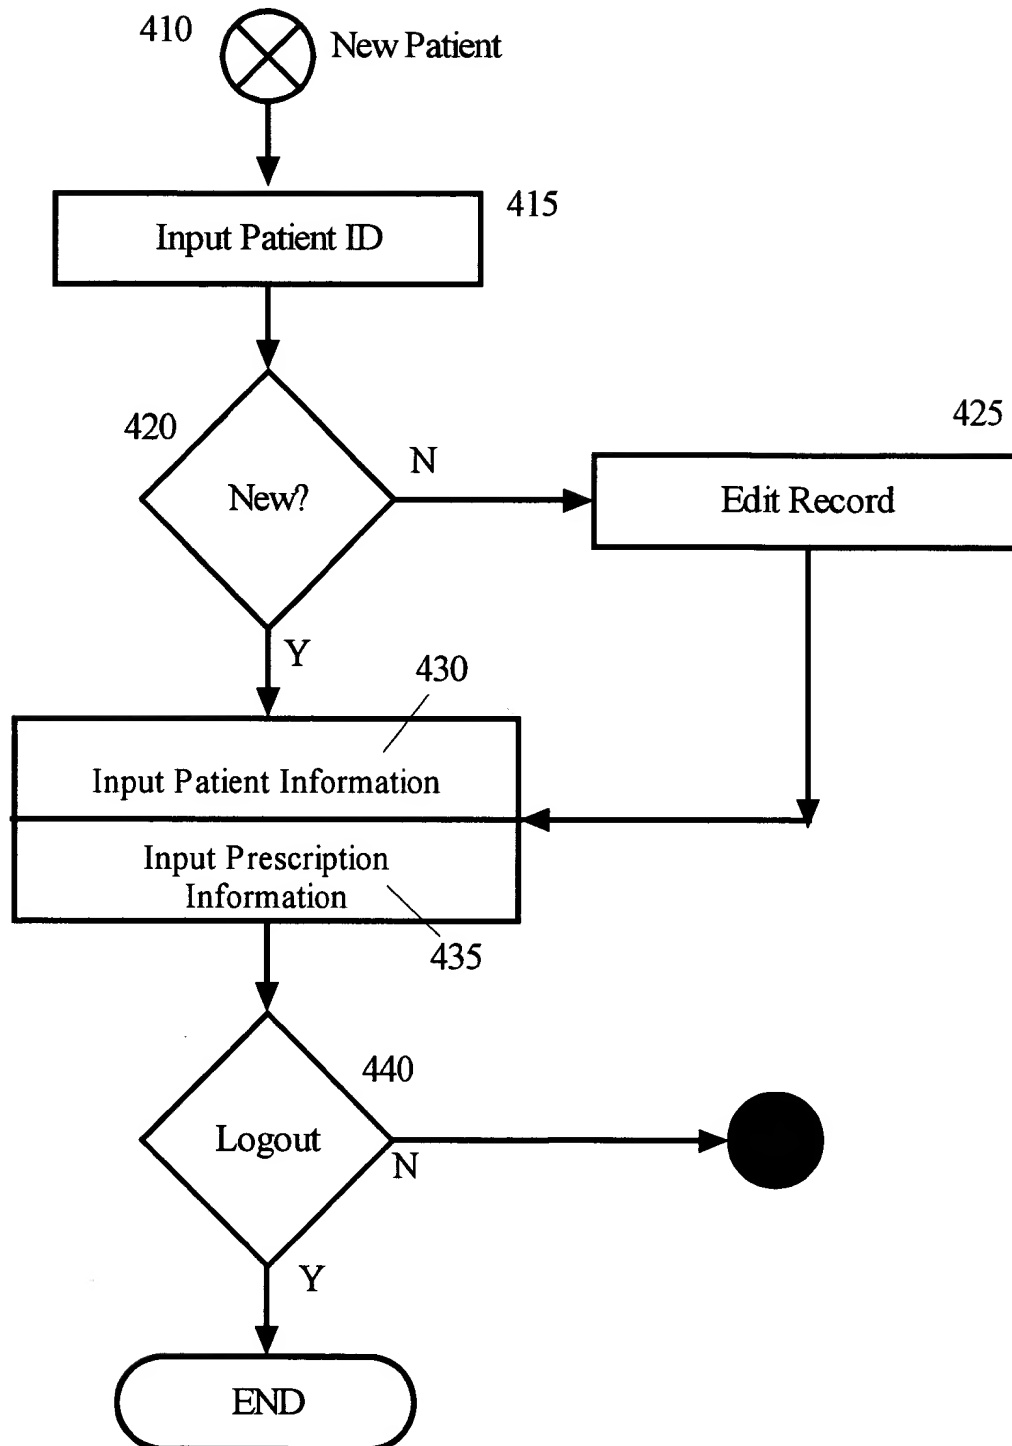 410
New Patient
415
Input Patient ID
420
425
N
New?
Edit Record
Y
430
Input Patient Information
Input Prescription
Information
435
440
Logout
N
Y
END